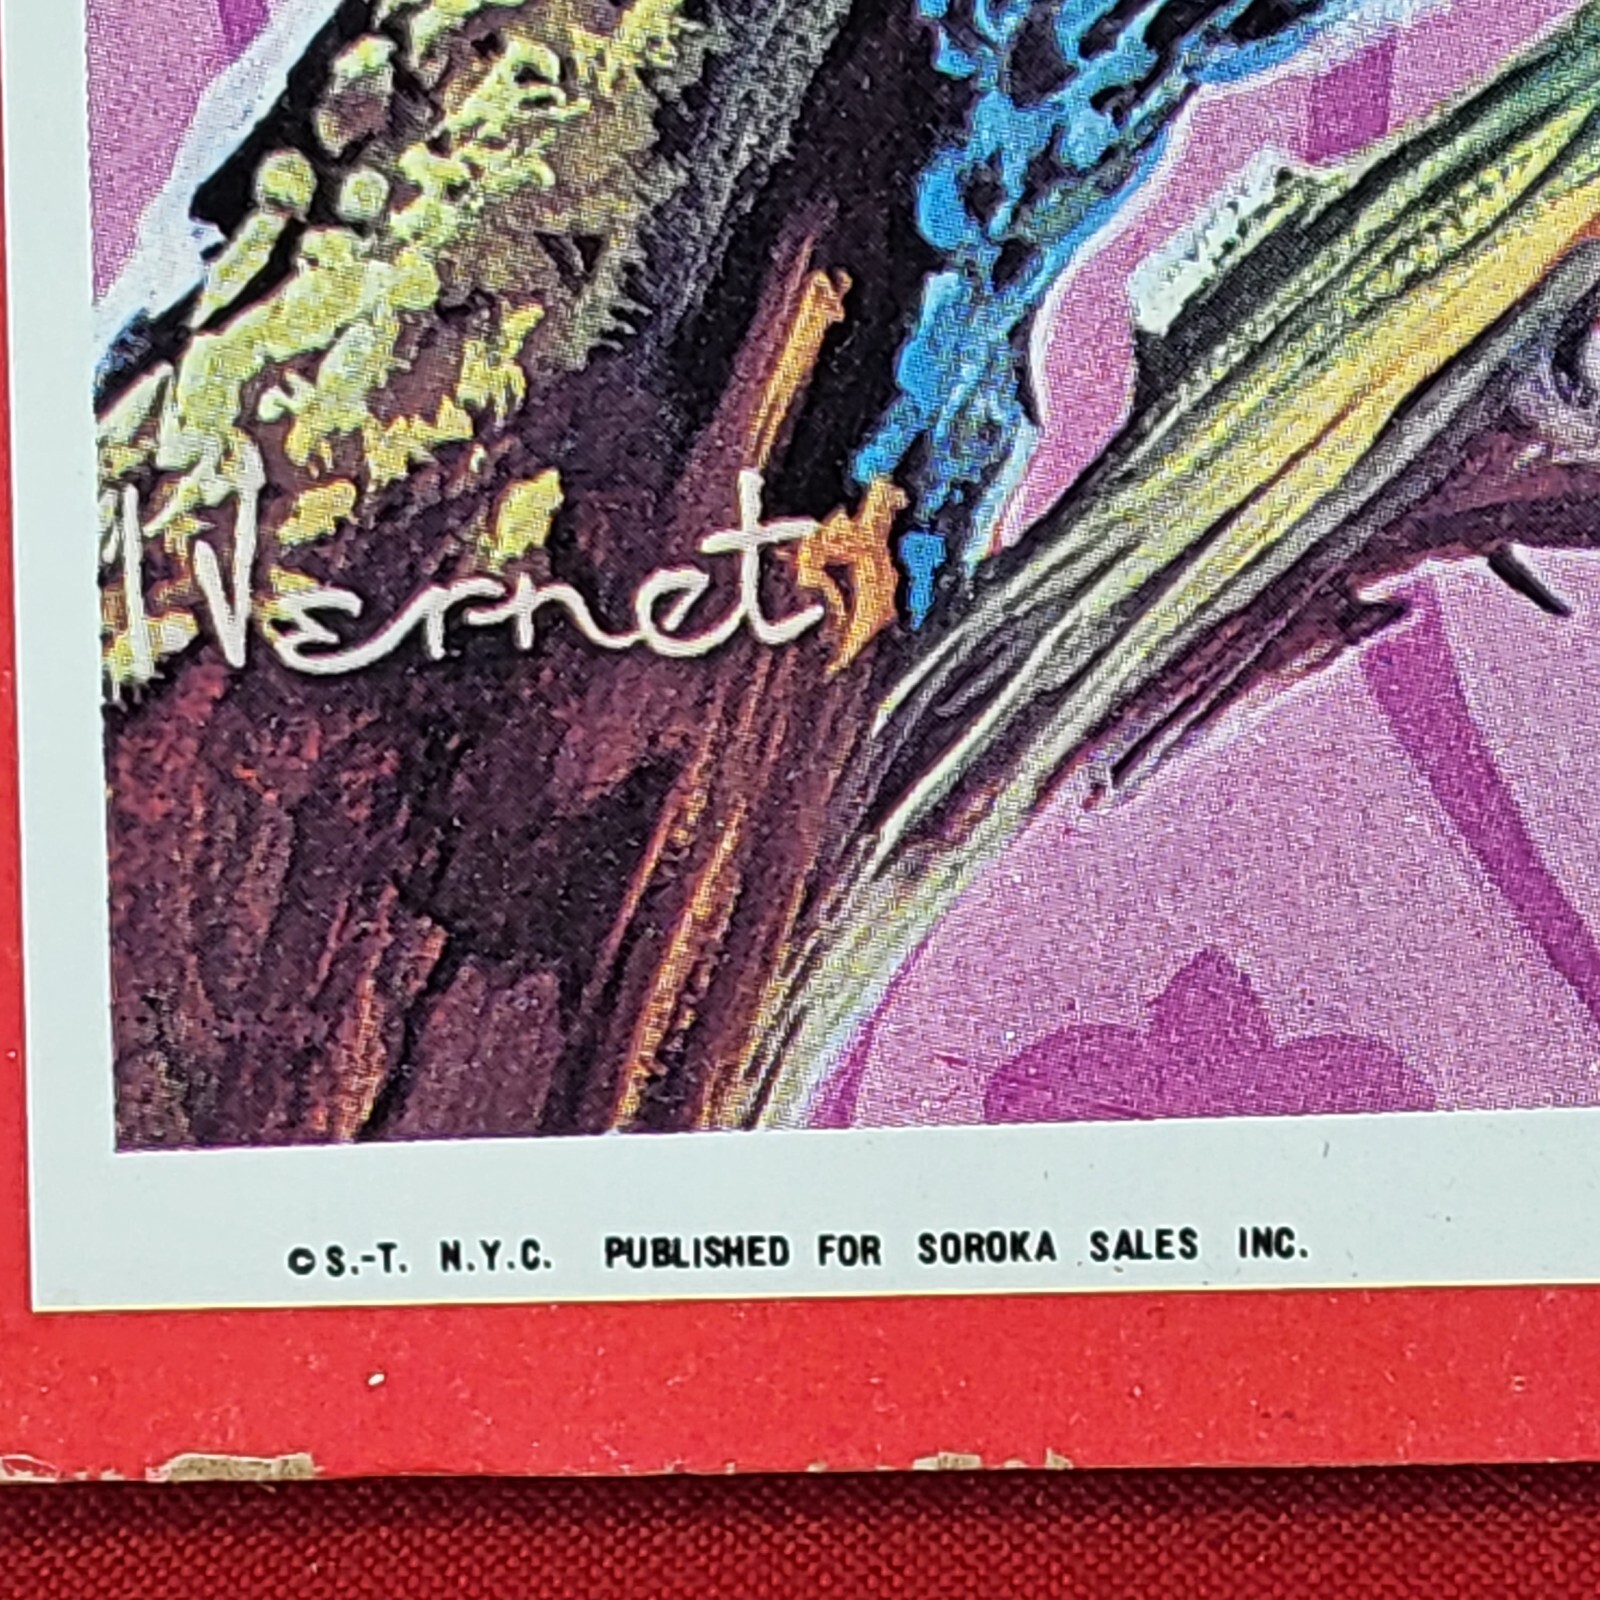 I. Vernet
©S.-T. N.Y.C. PUBLISHED FOR SOROKA SALES INC.